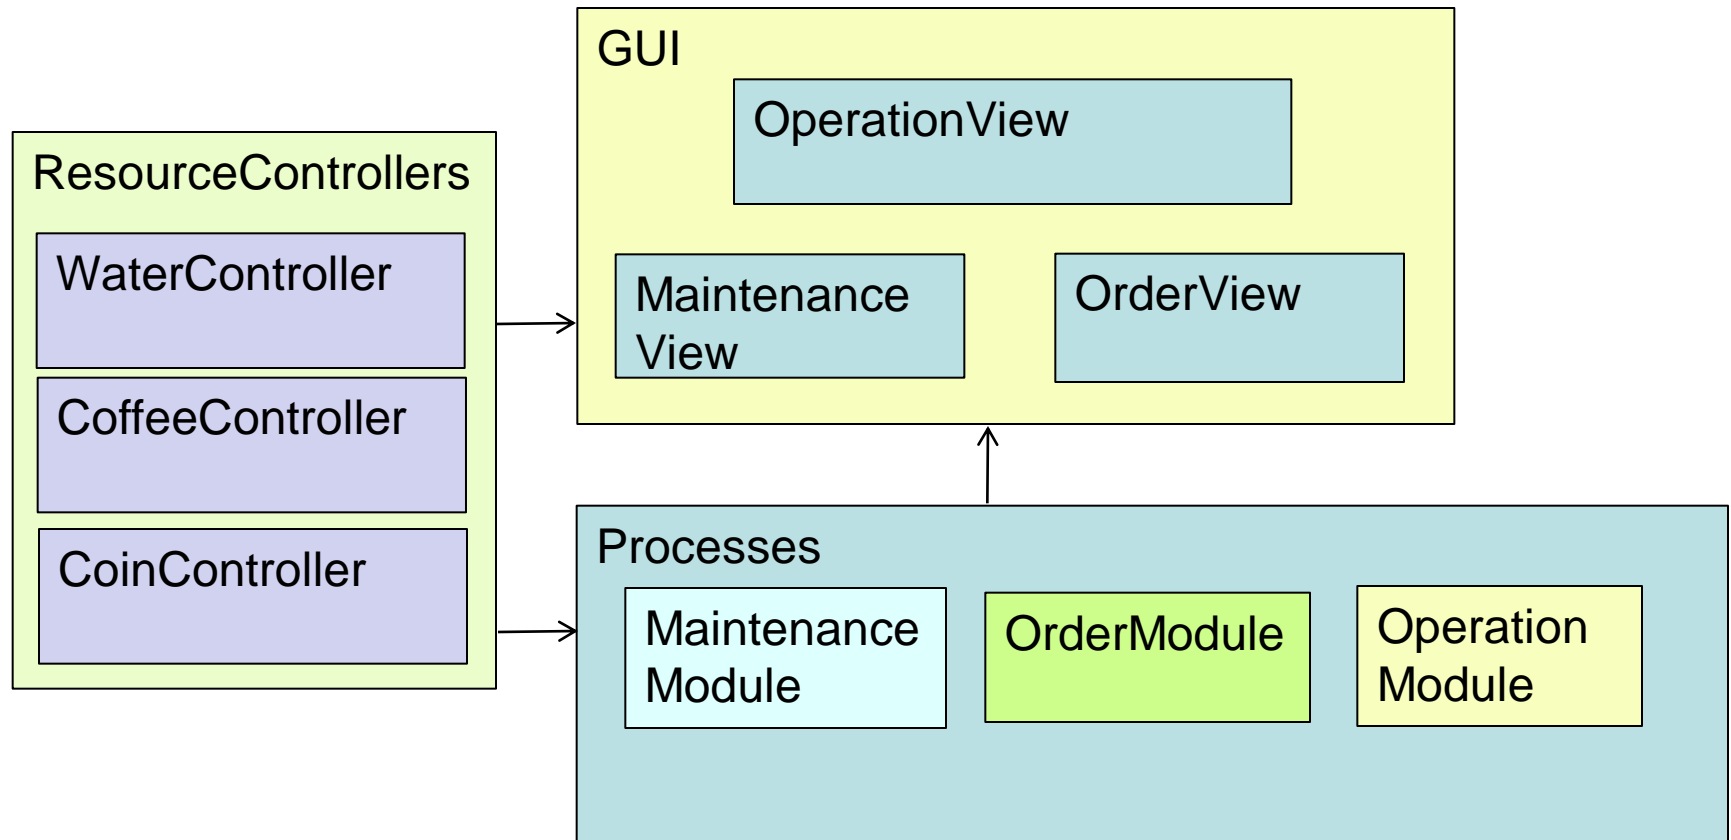 GUI
OperationView
Maintenance
View
OrderView
ResourceControllers
WaterController
CoffeeController
CoinController
Processes
Maintenance
Module
OrderModule
Operation
Module